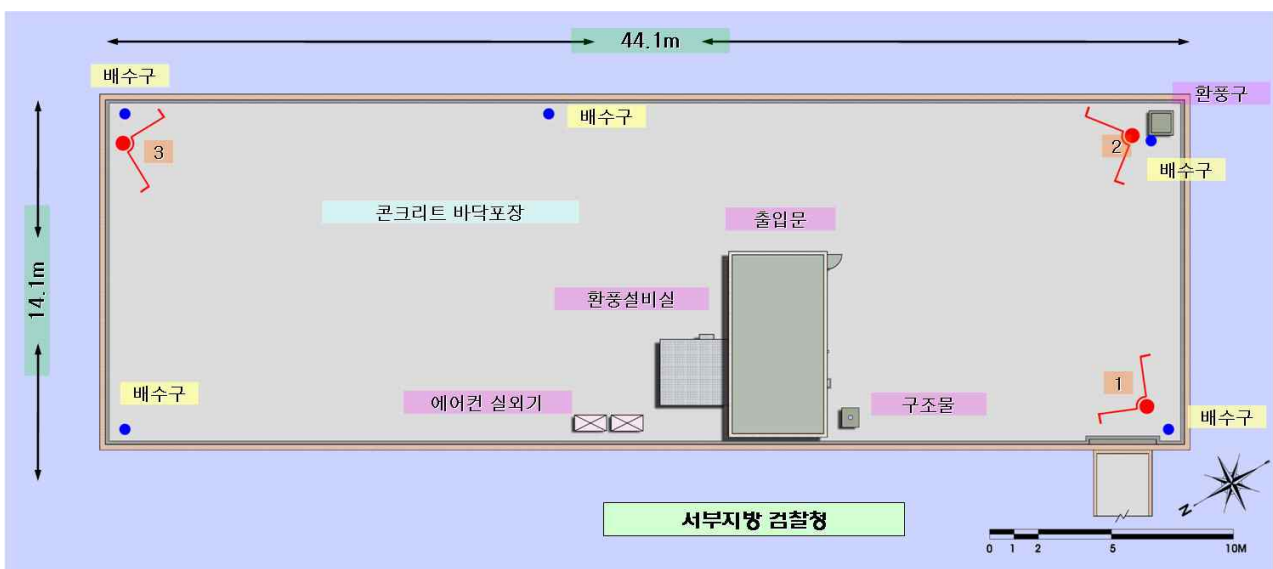 44.1m
배수구
환풍구
배수구
3
2
배수구
콘크리트 바닥포장
출입문
14.1m
환풍설비실
1
배수구
에어컨 실외기
구조물
배수구
N
서부지방 검찰청
0 1 2 5 10M